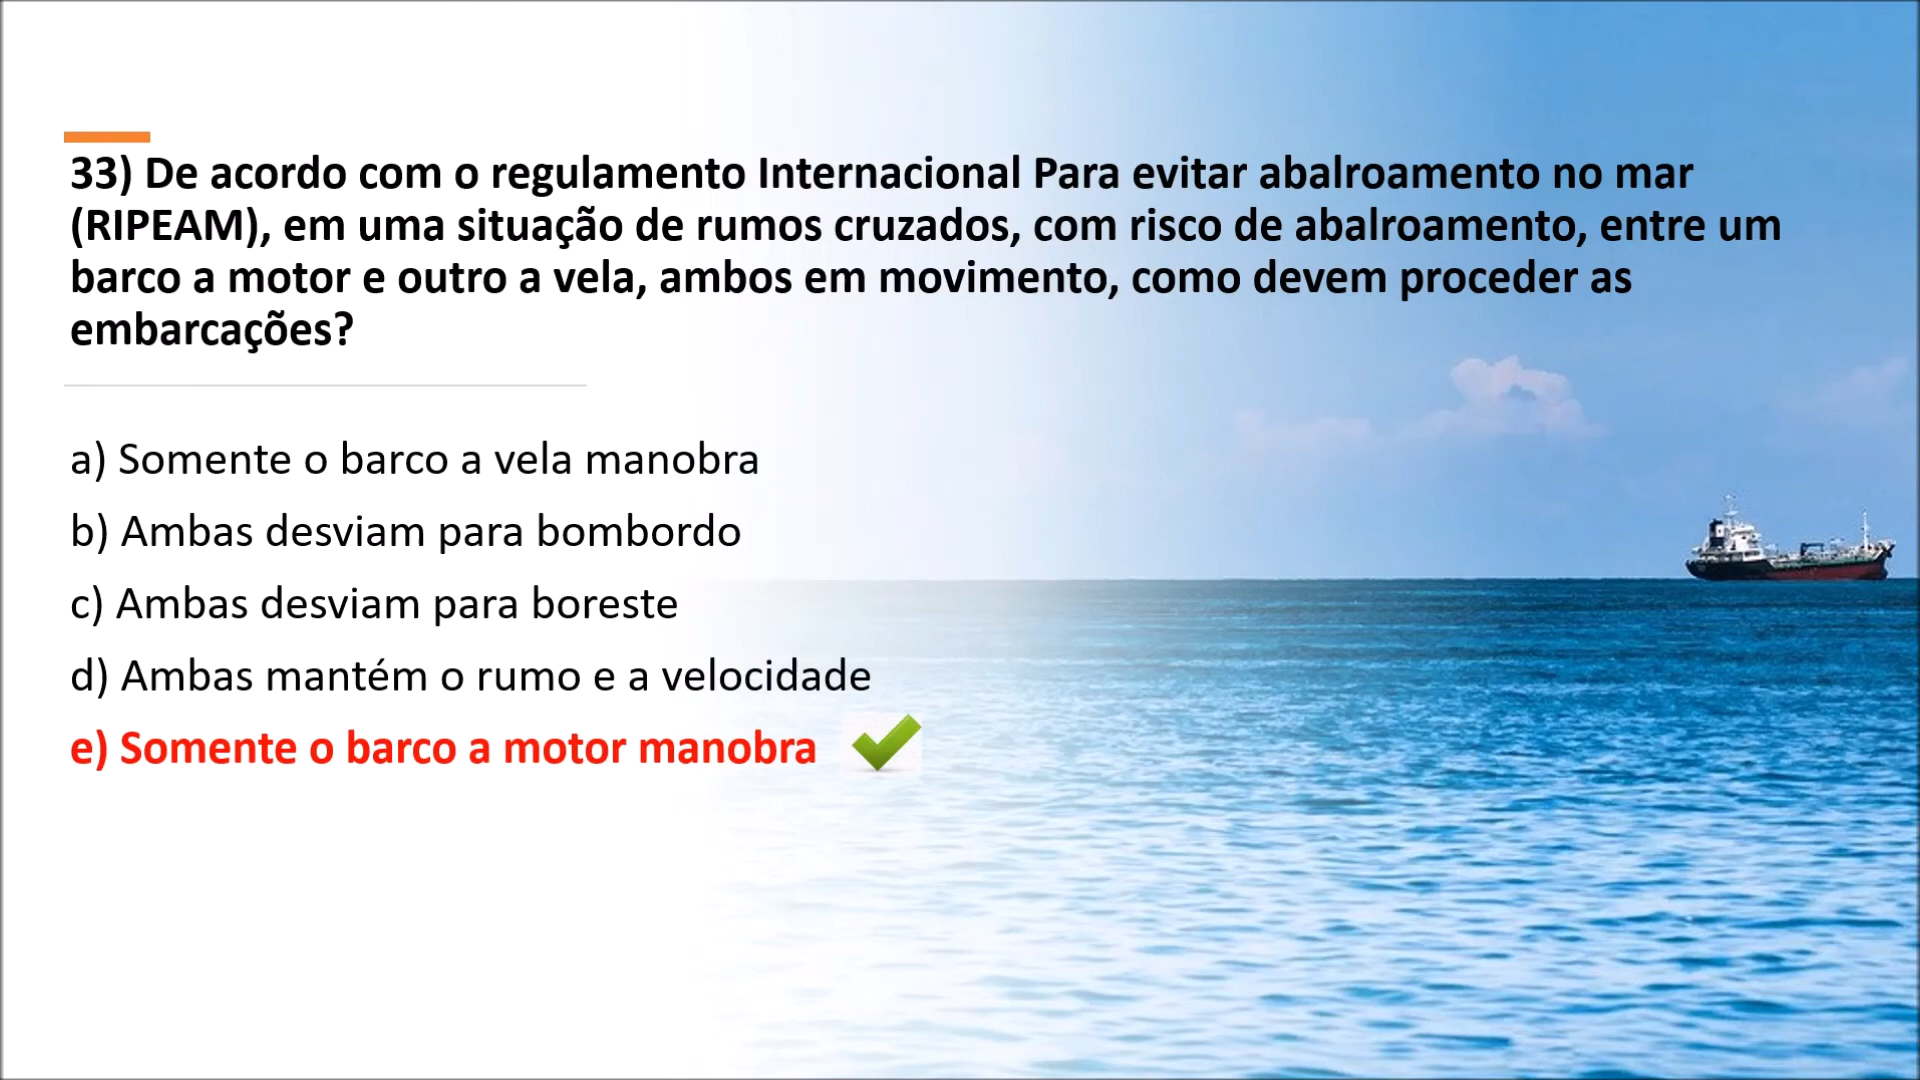 33) De acordo com o regulamento Internacional Para evitar abalroamento no mar
(RIPEAM), em uma situação de rumos cruzados, com risco de abalroamento, entre um
barco a motor e outro a vela, ambos em movimento, como devem proceder as
embarcações?
a) Somente o barco a vela manobra
b) Ambas desviam para bombordo
c) Ambas desviam para boreste
d) Ambas mantém o rumo e a velocidade
e) Somente o barco a motor manobra